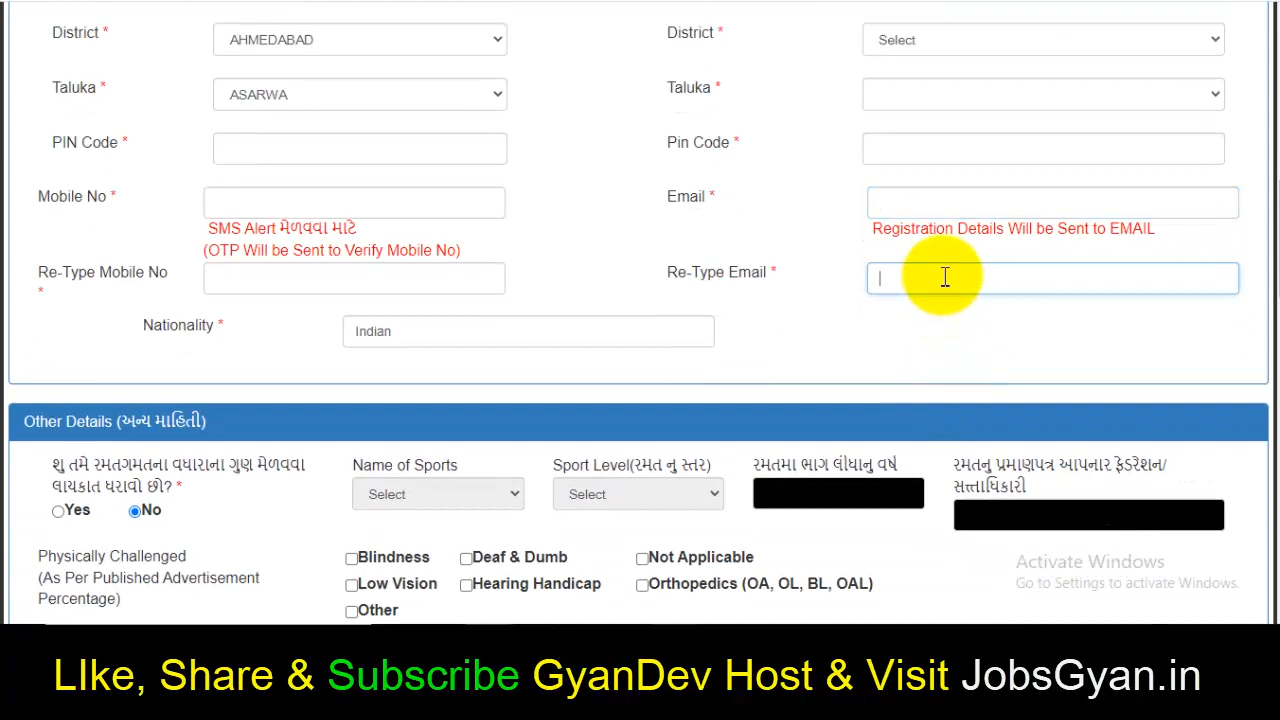 District * AHMEDABAD District * Select
Taluka * ASARWA Taluka *
PIN Code * Pin Code *
Mobile No * Email *
SMS Alert મેળવવા માટે Registration Details Will be Sent to EMAIL
(OTP Will be Sent to Verify Mobile No)
Re-Type Mobile No Re-Type Email *
*
Nationality * Indian
Other Details (અન્ય માહિતી)
શુ તમે રમતગમતના વધારાના ગુણ મેળવવા Name of Sports Sport Level(રમત નુ સ્તર) રમતમા ભાગ લીધાનુ વર્ષ રમતનુ પ્રમાણપત્ર આપનાર ફેડરેશન/
લાયકાત ધરાવો છો? * Select Select સત્તાધિકારી
Yes No
Physically Challenged Blindness Deaf & Dumb Not Applicable Activate Windows
(As Per Published Advertisement Low Vision Hearing Handicap Orthopedics (OA, OL, BL, OAL) Go to Settings to activate Windows.
Percentage) Other
LIke, Share & Subscribe GyanDev Host & Visit JobsGyan.in